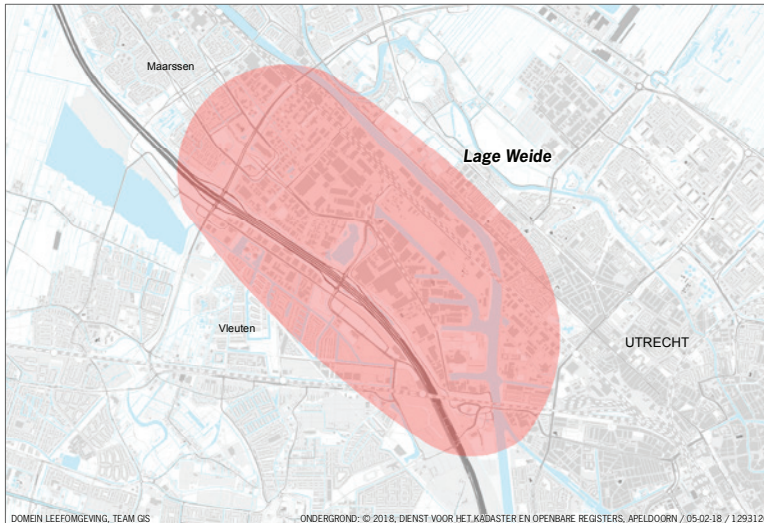 Maarssen
Lage Weide
Vleuten
UTRECHT
DOMEIN LEEFOMGEVING, TEAM GIS
ONDERGROND: © 2018, DIENST VOOR HET KADASTER EN OPENBARE REGISTERS, APELDOORN / 05-02-18 /